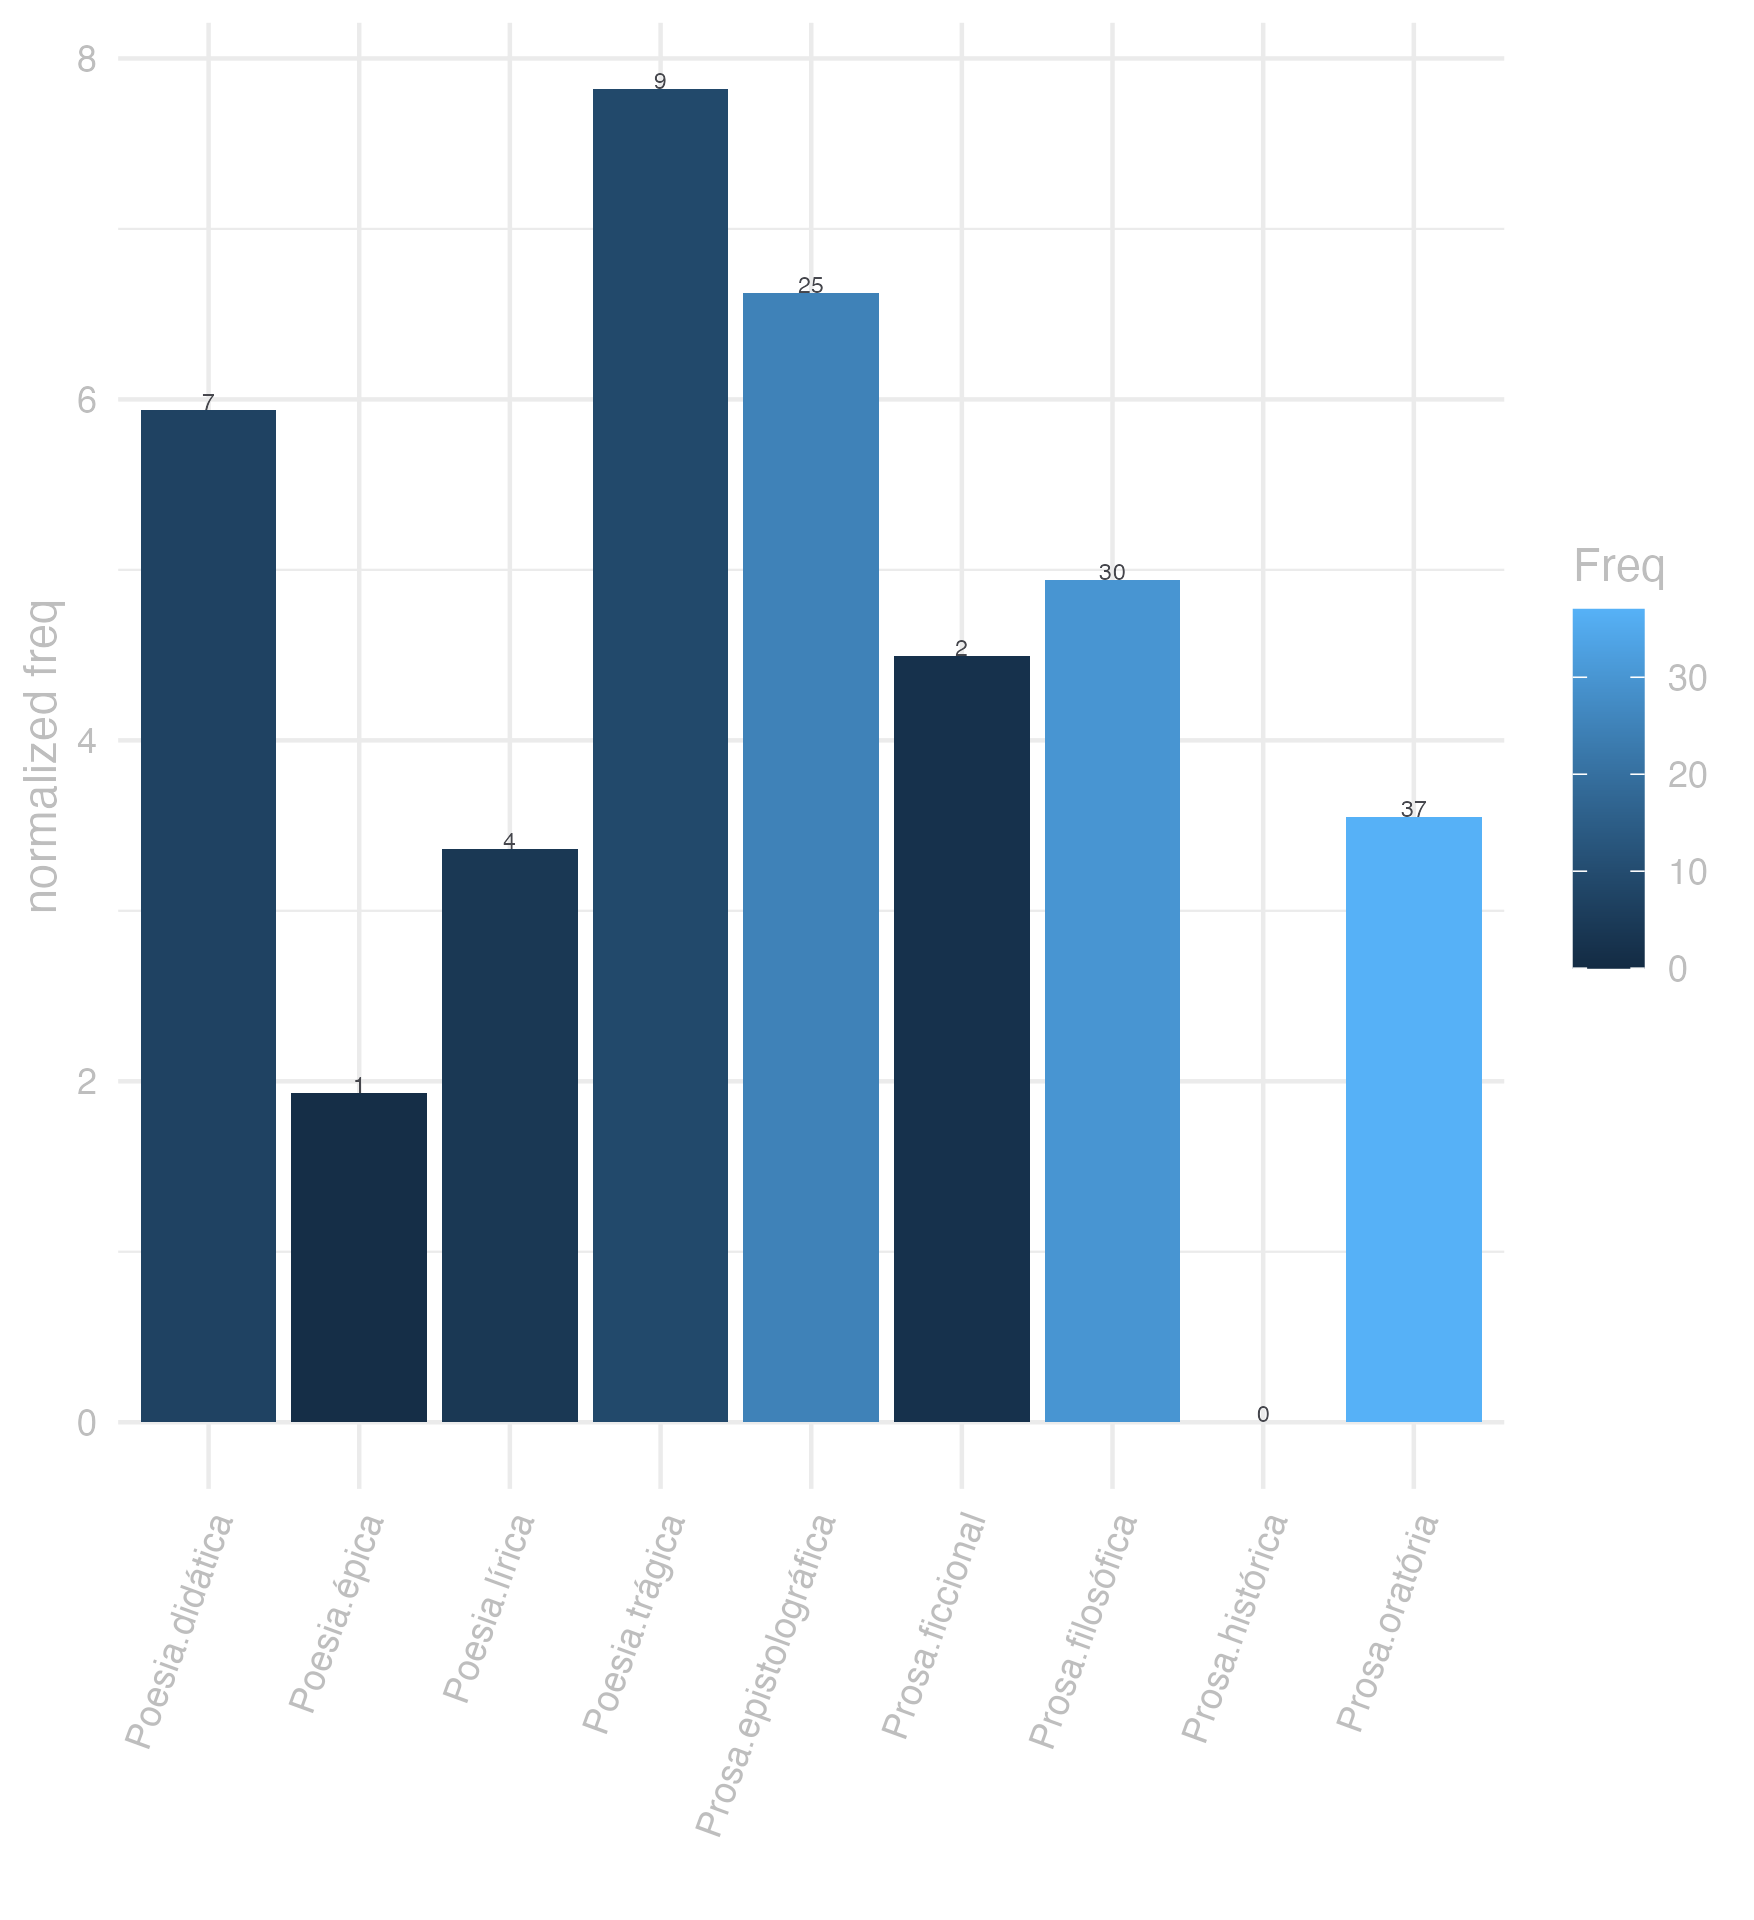 normalized freq
8
6
4
2
0
7
1
4
9
25
2
30
0
37
Poesia.didática
Poesia.épica
Poesia.lírica
Poesia.trágica
Prosa.epistolográfica
Prosa.ficcional
Prosa.filosófica
Prosa.histórica
Prosa.oratória
Freq
30
20
10
0